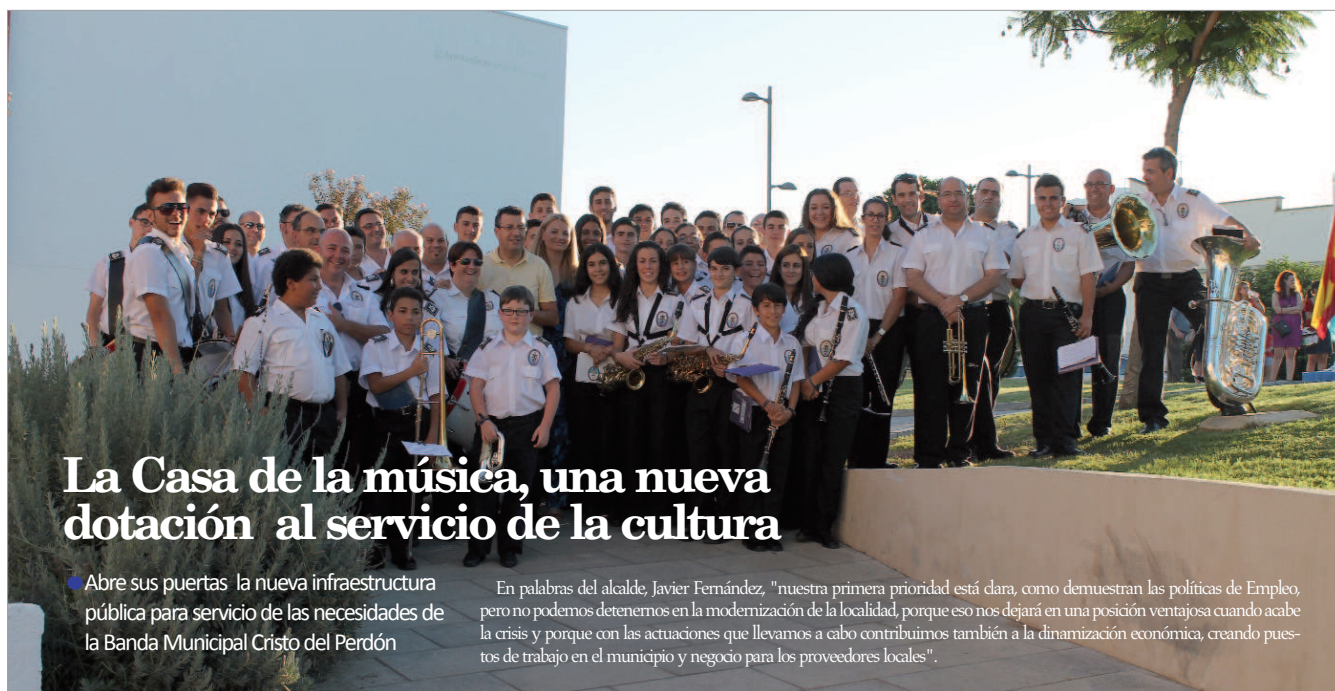 La Casa de la música, una nueva
dotación al servicio de la cultura
Abre sus puertas la nueva infraestructura
pública para servicio de las necesidades de
la Banda Municipal Cristo del Perdón
En palabras del alcalde, Javier Fernández, "nuestra primera prioridad está clara, como demuestran las políticas de Empleo,
pero no podemos detenernos en la modernización de la localidad, porque eso nos dejará en una posición ventajosa cuando acabe
la crisis y porque con las actuaciones que llevamos a cabo contribuimos también a la dinamización económica, creando pues-
tos de trabajo en el municipio y negocio para los proveedores locales".